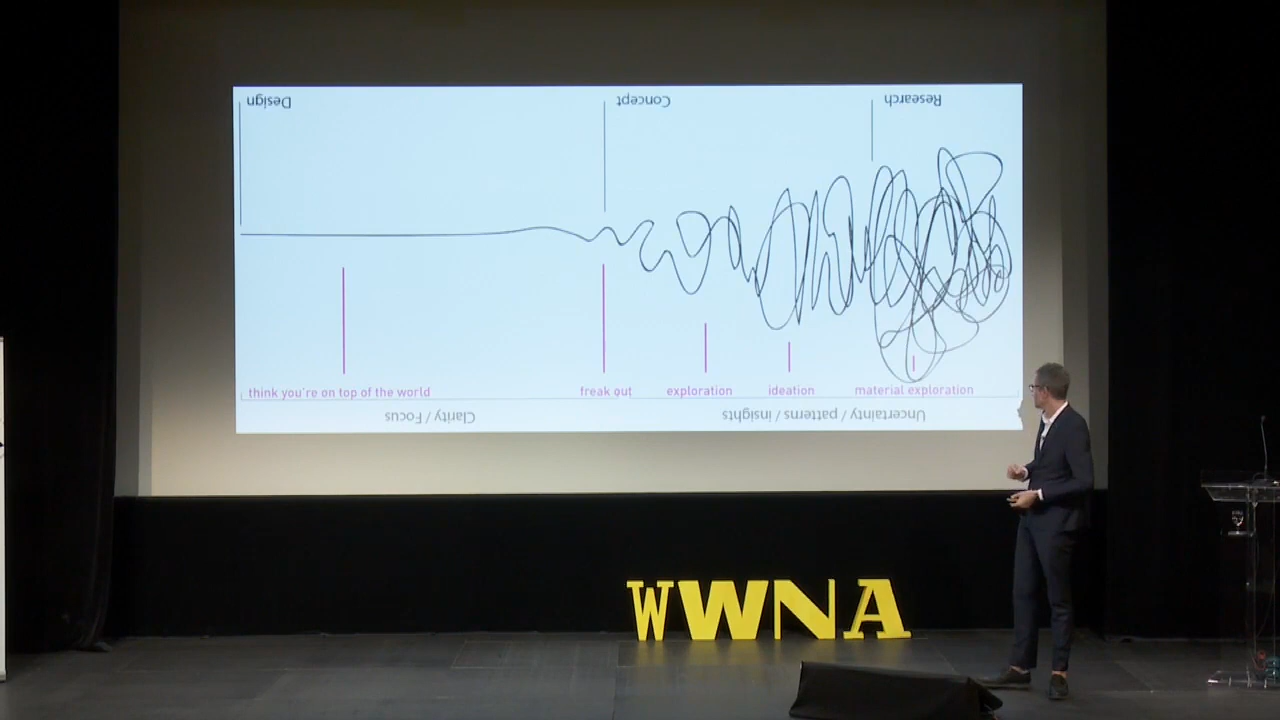 Design
Concept
Research
think you're on top of the world
freak out
exploration
ideation
material exploration
Clarity / Focus
Uncertainty / patterns / insights
WWNA